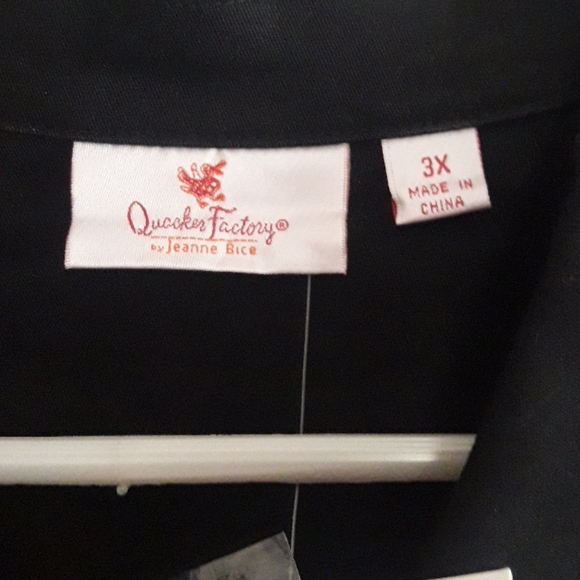 Quacker Factory®
by Jeanne Bice
3X
MADE IN
CHINA